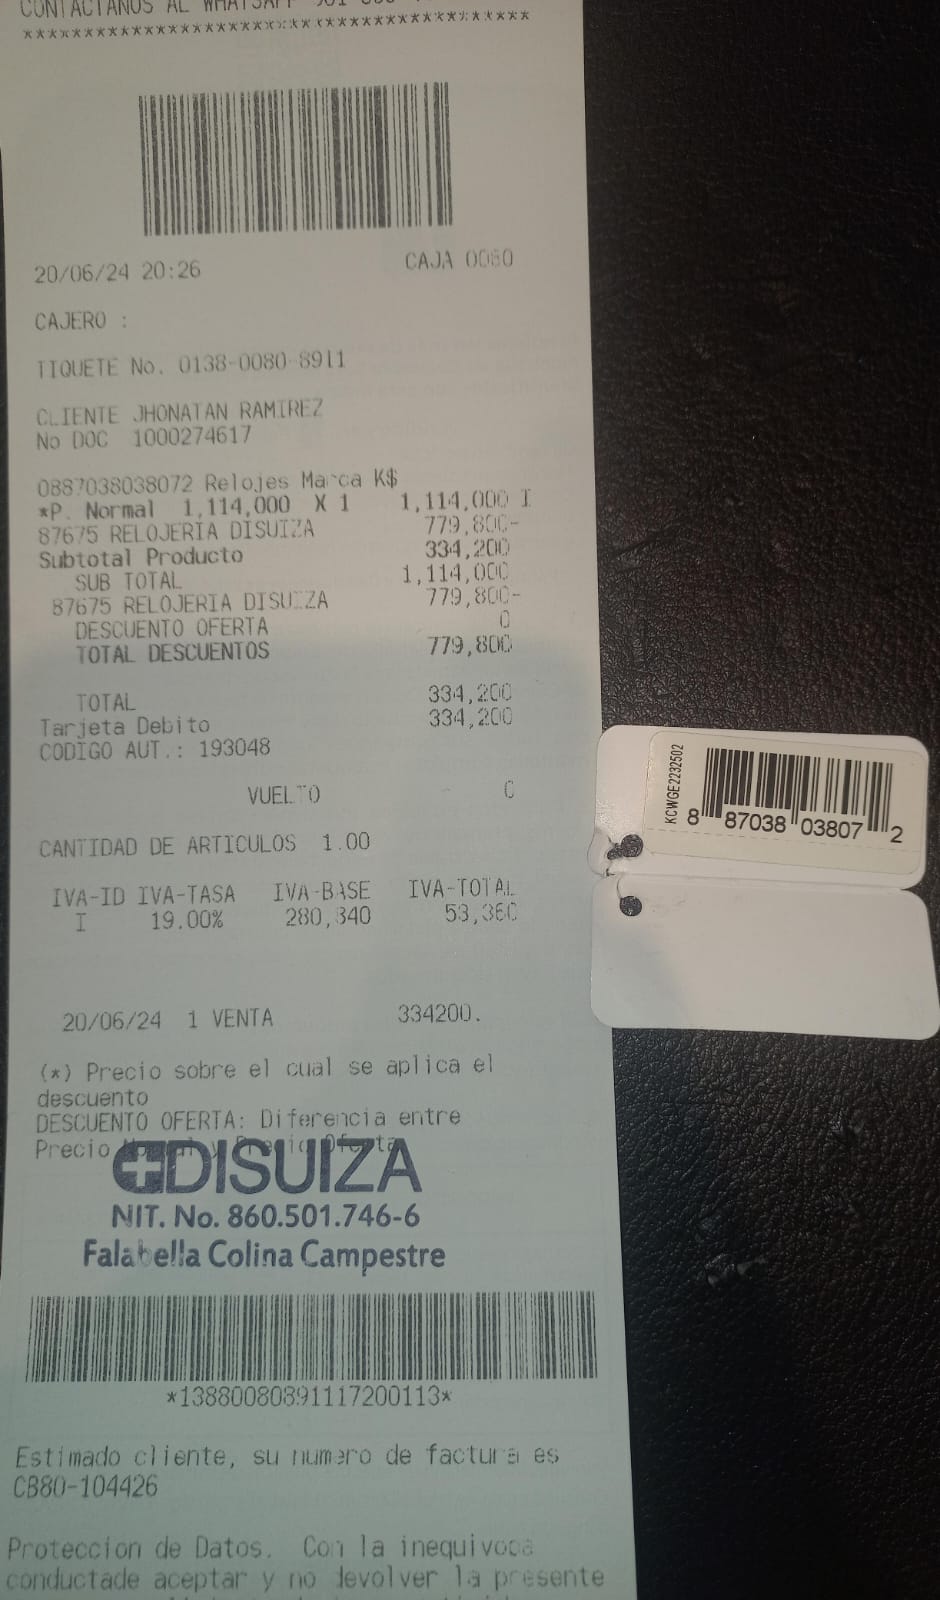 CONTACTANOS AL WHATSAPP
****************************************
20/06/24 20:26 CAJA 0080
CAJERO :
TIQUETE No. 0138-0080-8911
CLIENTE JHONATAN RAMIREZ
No DOC 1000274617
0887038038072 Relojes Marca K$
*P. Normal 1,114,000 X 1 1,114,000 I
87675 RELOJERIA DISUIZA 779,800-
Subtotal Producto 334,200
SUB TOTAL 1,114,000
87675 RELOJERIA DISUIZA 779,800-
DESCUENTO OFERTA 0
TOTAL DESCUENTOS 779,800
TOTAL 334,200
Tarjeta Debito 334,200
CODIGO AUT.: 193048
VUELTO 0
CANTIDAD DE ARTICULOS 1.00
IVA-ID IVA-TASA IVA-BASE IVA-TOTAL
I 19.00% 280,840 53,360
20/06/24 1 VENTA 334200.
(*) Precio sobre el cual se aplica el
descuento
DESCUENTO OFERTA: Diferencia entre
Precio Normal y Precio Oferta
DISUIZA
NIT. No. 860.501.746-6
Falabella Colina Campestre
*13880080891117200113*
Estimado cliente, su numero de factura es
CB80-104426
Proteccion de Datos. Con la inequivoca
conductade aceptar y no devolver la presente
KCWGE2232502
8 87038 03807 2